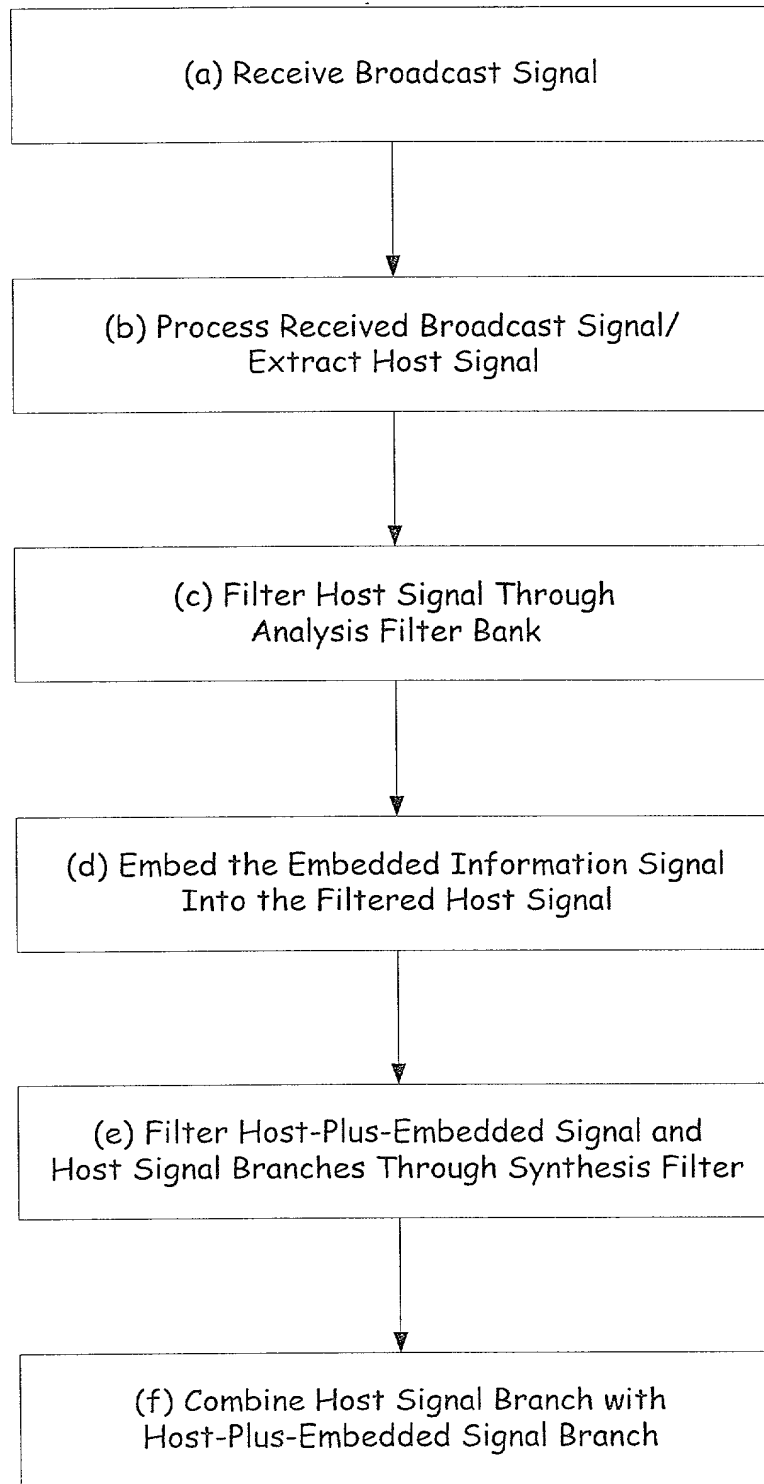 (a) Receive Broadcast Signal
(b) Process Received Broadcast Signal/
Extract Host Signal
(c) Filter Host Signal Through
Analysis Filter Bank
(d) Embed the Embedded Information Signal
Into the Filtered Host Signal
(e) Filter Host-Plus-Embedded Signal and
Host Signal Branches Through Synthesis Filter
(f) Combine Host Signal Branch with
Host-Plus-Embedded Signal Branch